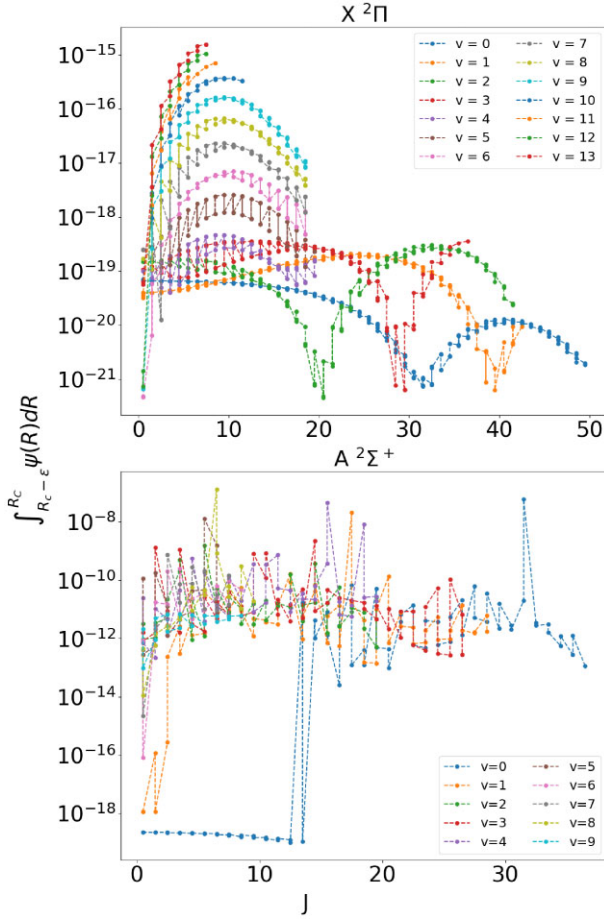 X ²Π
10⁻¹⁵
10⁻¹⁶
10⁻¹⁷
10⁻¹⁸
10⁻¹⁹
10⁻²⁰
10⁻²¹
v = 0 v = 7
v = 1 v = 8
v = 2 v = 9
v = 3 v = 10
v = 4 v = 11
v = 5 v = 12
v = 6 v = 13
0 10 20 30 40 50
∫_{R_C-ε}^{R_C} ψ(R)dR
A ²Σ⁺
10⁻⁸
10⁻¹⁰
10⁻¹²
10⁻¹⁴
10⁻¹⁶
10⁻¹⁸
v=0 v=5
v=1 v=6
v=2 v=7
v=3 v=8
v=4 v=9
0 10 20 30
J